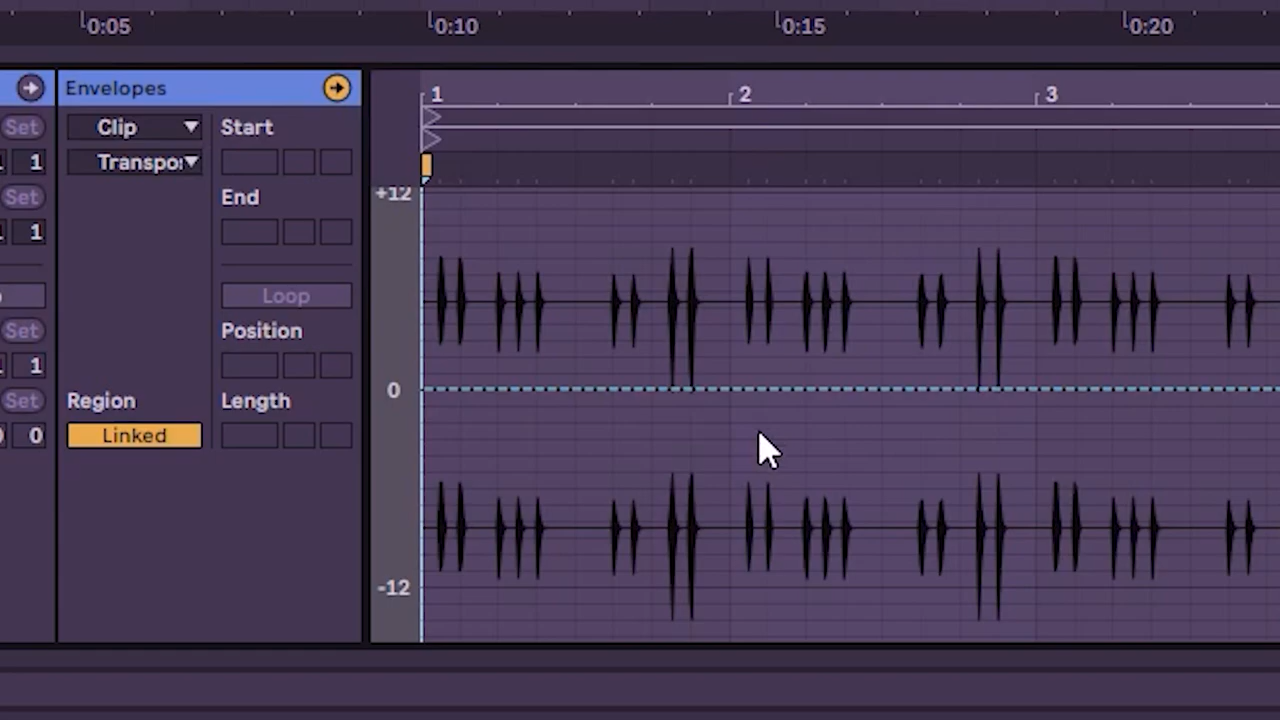 0:05 0:10 0:15 0:20
Envelopes
1 2 3
Set Clip Start
1 Transpo:
+12
Set End
1
Loop
Set Position
1
0
Set Region Length
0 Linked
-12